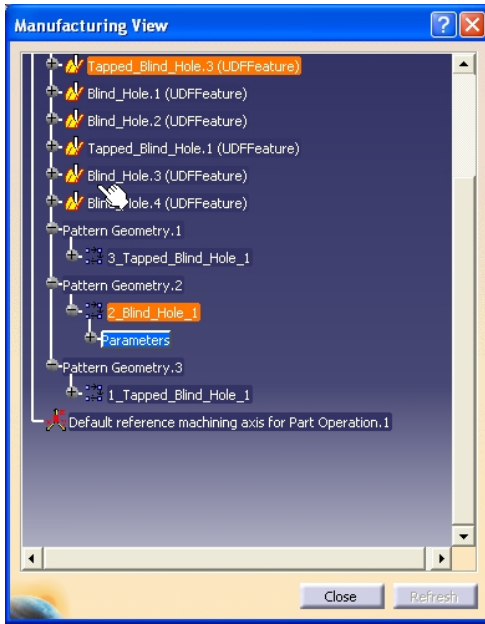 Manufacturing View
Tapped_Blind_Hole.3 (UDFFeature)
Blind_Hole.1 (UDFFeature)
Blind_Hole.2 (UDFFeature)
Tapped_Blind_Hole.1 (UDFFeature)
Blind_Hole.3 (UDFFeature)
Blind_Hole.4 (UDFFeature)
Pattern Geometry.1
3_Tapped_Blind_Hole_1
Pattern Geometry.2
2_Blind_Hole_1
Parameters
Pattern Geometry.3
1_Tapped_Blind_Hole_1
Default reference machining axis for Part Operation.1
Close Refresh